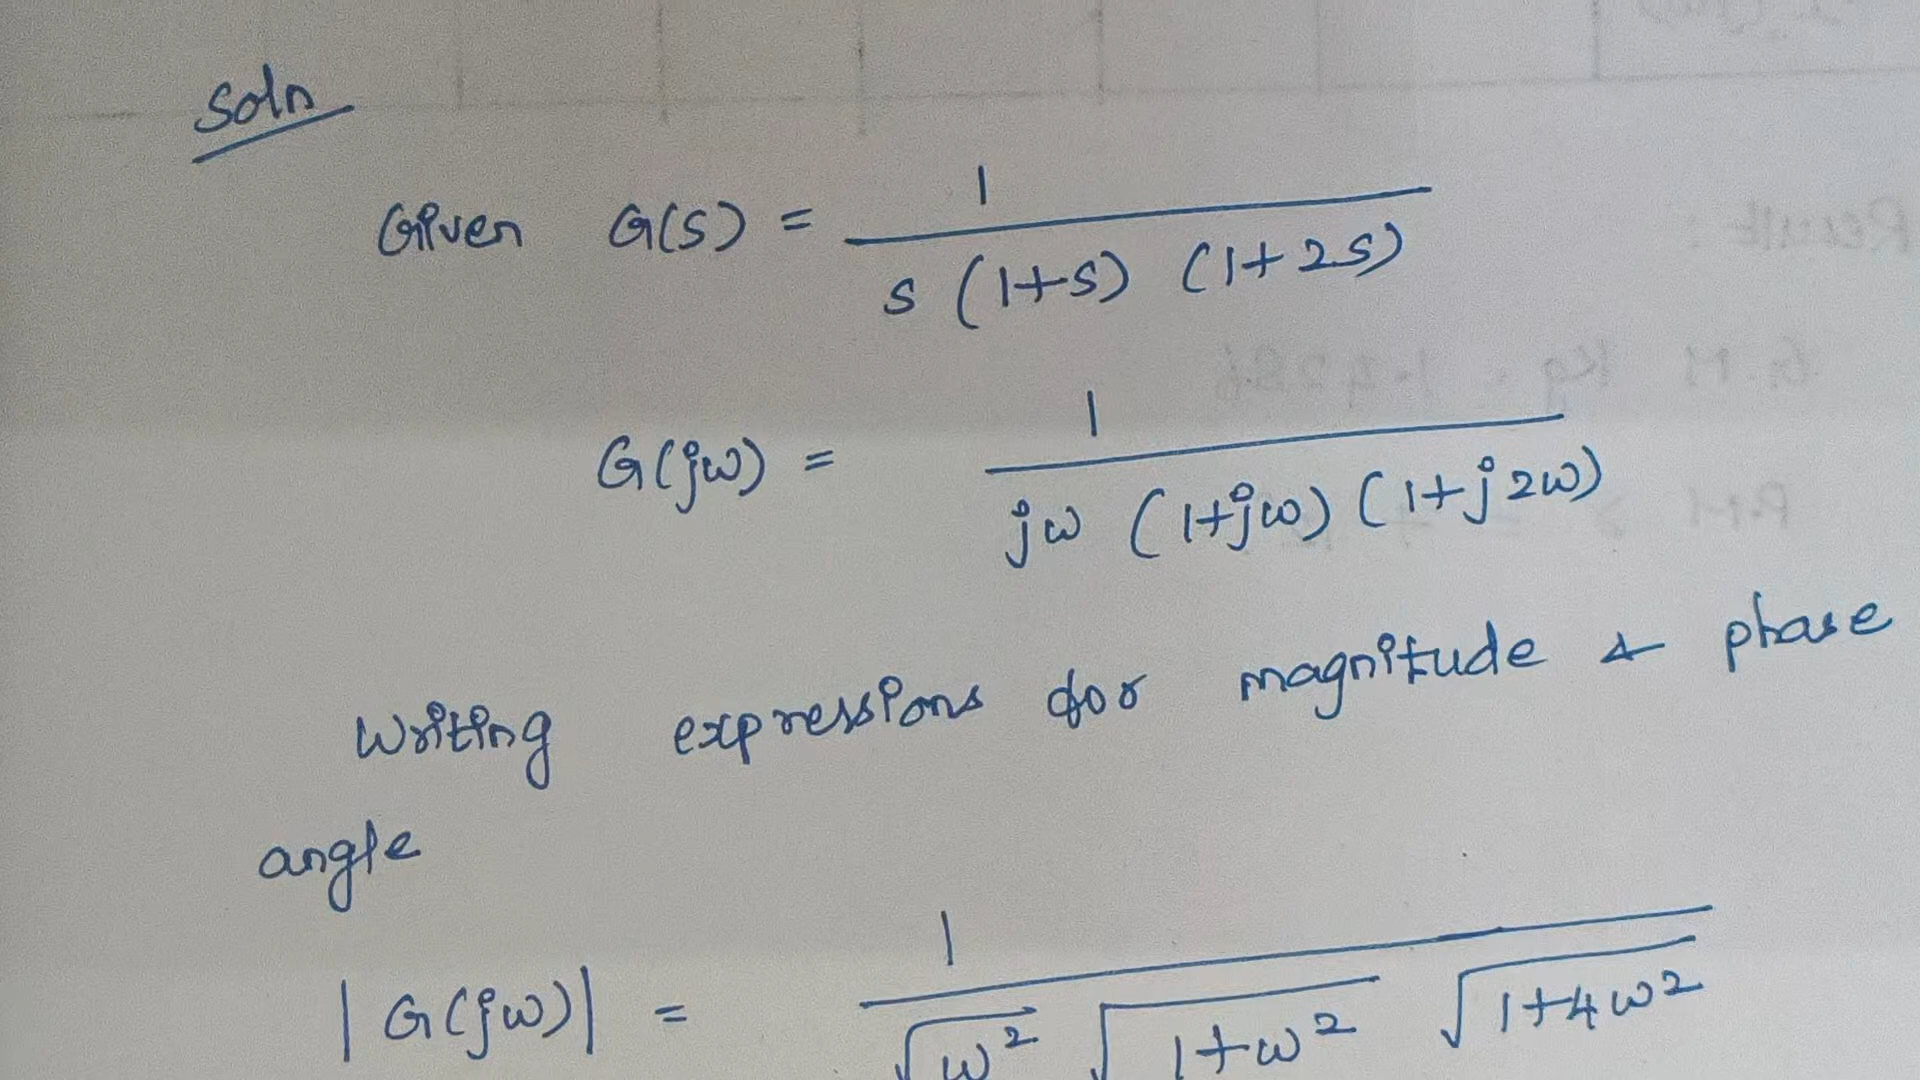 Soln
Given G(s) = 1 / s (1+s) (1+2s)
G(jω) = 1 / jω (1+jω) (1+j2ω)
Writing expressions for magnitude & phase
angle
|G(jω)| = 1 / √ω² √1+ω² √1+4ω²